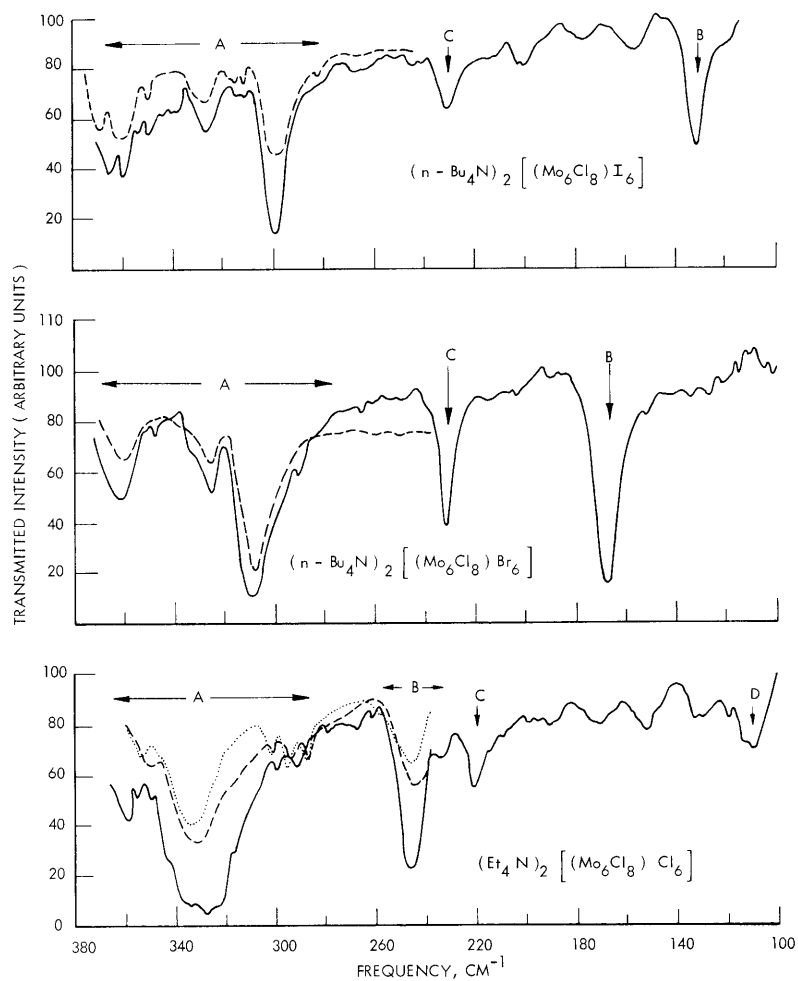 TRANSMITTED INTENSITY ( ARBITRARY UNITS)
100
80
60
40
20
A
C
B
(n - Bu4N)2 [(Mo6Cl8) I6]
110
100
80
60
40
20
A
C
B
(n - Bu4N)2 [(Mo6Cl8) Br6]
100
80
60
40
20
0
A
B
C
D
(Et4 N)2 [(Mo6Cl8) Cl6]
380 340 300 260 220 180 140 100
FREQUENCY, CM-1